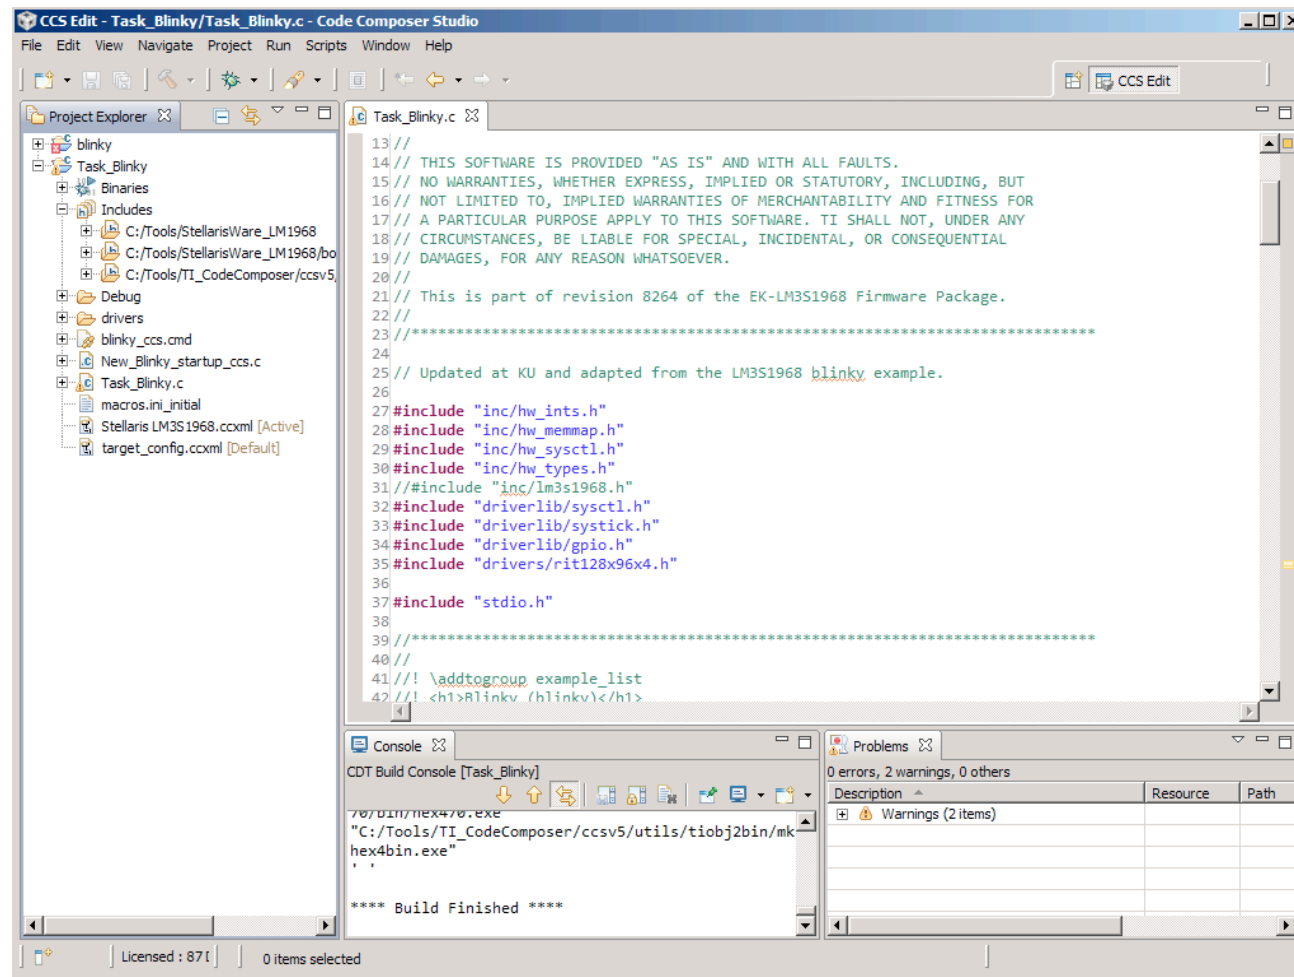 CCS Edit - Task_Blinky/Task_Blinky.c - Code Composer Studio
File Edit View Navigate Project Run Scripts Window Help
CCS Edit
Project Explorer
blinky
Task_Blinky
Binaries
Includes
C:/Tools/StellarisWare_LM1968
C:/Tools/StellarisWare_LM1968/bo
C:/Tools/TI_CodeComposer/ccsv5,
Debug
drivers
blinky_ccs.cmd
New_Blinky_startup_ccs.c
Task_Blinky.c
macros.ini_initial
Stellaris LM3S1968.ccxml [Active]
target_config.ccxml [Default]
Task_Blinky.c
13 //
14 // THIS SOFTWARE IS PROVIDED "AS IS" AND WITH ALL FAULTS.
15 // NO WARRANTIES, WHETHER EXPRESS, IMPLIED OR STATUTORY, INCLUDING, BUT
16 // NOT LIMITED TO, IMPLIED WARRANTIES OF MERCHANTABILITY AND FITNESS FOR
17 // A PARTICULAR PURPOSE APPLY TO THIS SOFTWARE. TI SHALL NOT, UNDER ANY
18 // CIRCUMSTANCES, BE LIABLE FOR SPECIAL, INCIDENTAL, OR CONSEQUENTIAL
19 // DAMAGES, FOR ANY REASON WHATSOEVER.
20 //
21 // This is part of revision 8264 of the EK-LM3S1968 Firmware Package.
22 //
23 //*****************************************************************************
24
25 // Updated at KU and adapted from the LM3S1968 blinky example.
26
27 #include "inc/hw_ints.h"
28 #include "inc/hw_memmap.h"
29 #include "inc/hw_sysctl.h"
30 #include "inc/hw_types.h"
31 //#include "inc/lm3s1968.h"
32 #include "driverlib/sysctl.h"
33 #include "driverlib/systick.h"
34 #include "driverlib/gpio.h"
35 #include "drivers/rit128x96x4.h"
36
37 #include "stdio.h"
38
39 //*****************************************************************************
40 //
41 //! \addtogroup example_list
42 //! <h1>Blinky (blinky)</h1>
Console
CDT Build Console [Task_Blinky]
70/bin/hex470.exe"
"C:/Tools/TI_CodeComposer/ccsv5/utils/tiobj2bin/mk
hex4bin.exe"
' '
**** Build Finished ****
Problems
0 errors, 2 warnings, 0 others
Description Resource Path
Warnings (2 items)
Licensed : 871
0 items selected